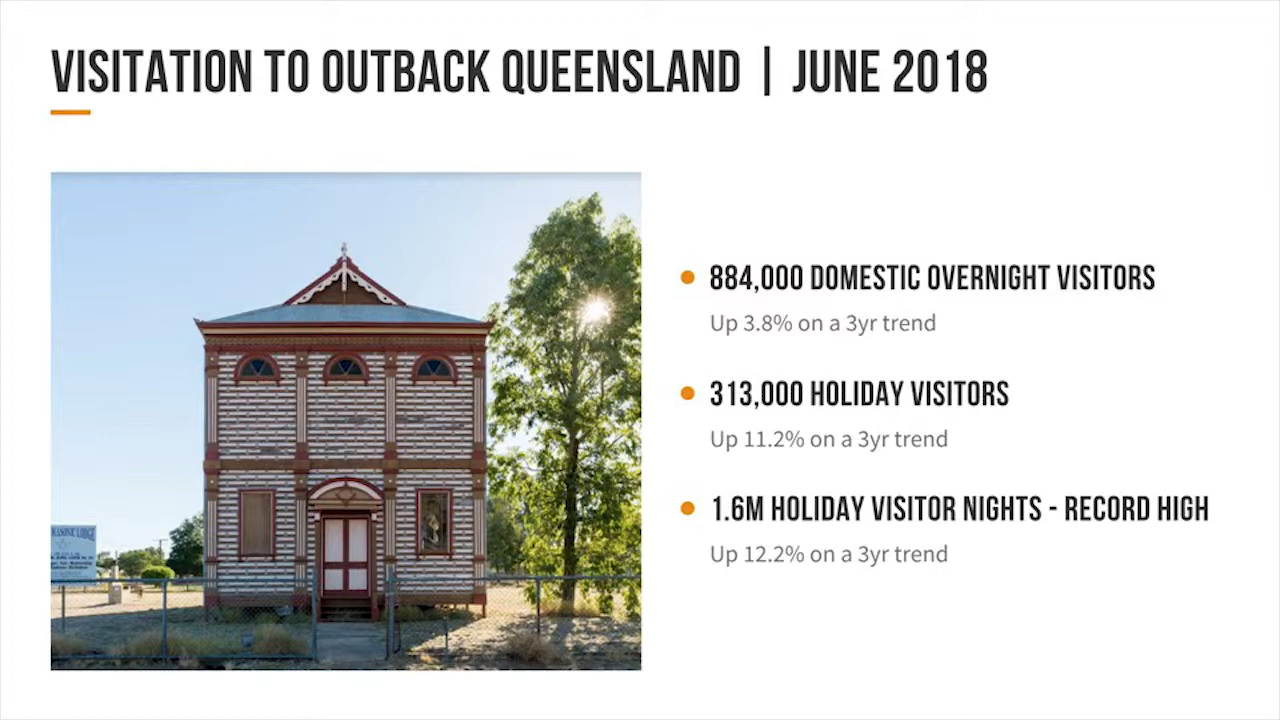 VISITATION TO OUTBACK QUEENSLAND | JUNE 2018
884,000 DOMESTIC OVERNIGHT VISITORS
Up 3.8% on a 3yr trend
313,000 HOLIDAY VISITORS
Up 11.2% on a 3yr trend
1.6M HOLIDAY VISITOR NIGHTS - RECORD HIGH
Up 12.2% on a 3yr trend
MASONIC LODGE